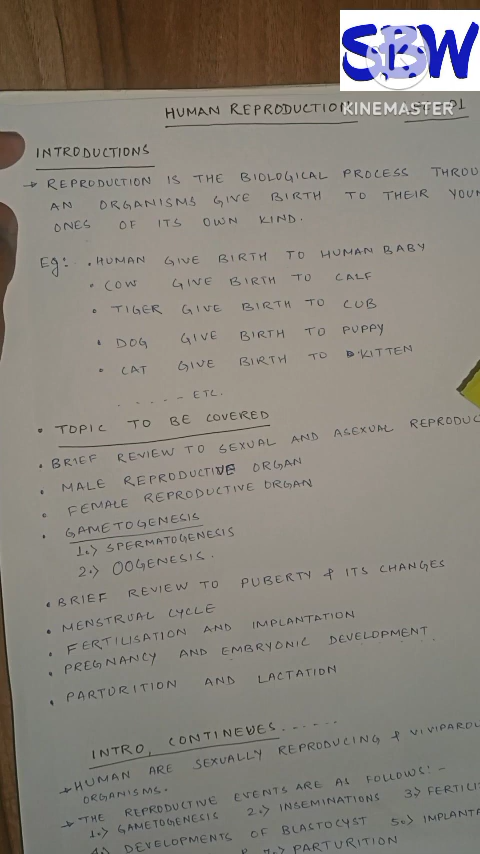 SBW
KINEMASTER
HUMAN REPRODUCTION
INTRODUCTIONS
→ REPRODUCTION IS THE BIOLOGICAL PROCESS THROU
AN ORGANISMS GIVE BIRTH TO THEIR YOUN
ONES OF ITS OWN KIND.
Eg: • HUMAN GIVE BIRTH TO HUMAN BABY
• COW GIVE BIRTH TO CALF
• TIGER GIVE BIRTH TO CUB
• DOG GIVE BIRTH TO PUPPY
• CAT GIVE BIRTH TO KITTEN
. - - - - - ETC.
• TOPIC TO BE COVERED
• BRIEF REVIEW TO SEXUAL AND ASEXUAL REPRODUC
• MALE REPRODUCTIVE ORGAN
• FEMALE REPRODUCTIVE ORGAN
• GAMETOGENESIS
1.> SPERMATOGENESIS
2.> OOGENESIS.
• BRIEF REVIEW TO PUBERTY & ITS CHANGES
• MENSTRUAL CYCLE
• FERTILISATION AND IMPLANTATION
• PREGNANCY AND EMBRYONIC DEVELOPMENT
• PARTURITION AND LACTATION
INTRO, CONTINEUES......
→ HUMAN ARE SEXUALLY REPRODUCING & VIVIPAROU
ORGANISMS.
→ THE REPRODUCTIVE EVENTS ARE AS FOLLOWS:-
1.> GAMETOGENESIS 2.> INSEMINATIONS 3> FERTILIS
4.> DEVELOPMENTS OF BLASTOCYST 5.> IMPLANTA
7.> PARTURITION